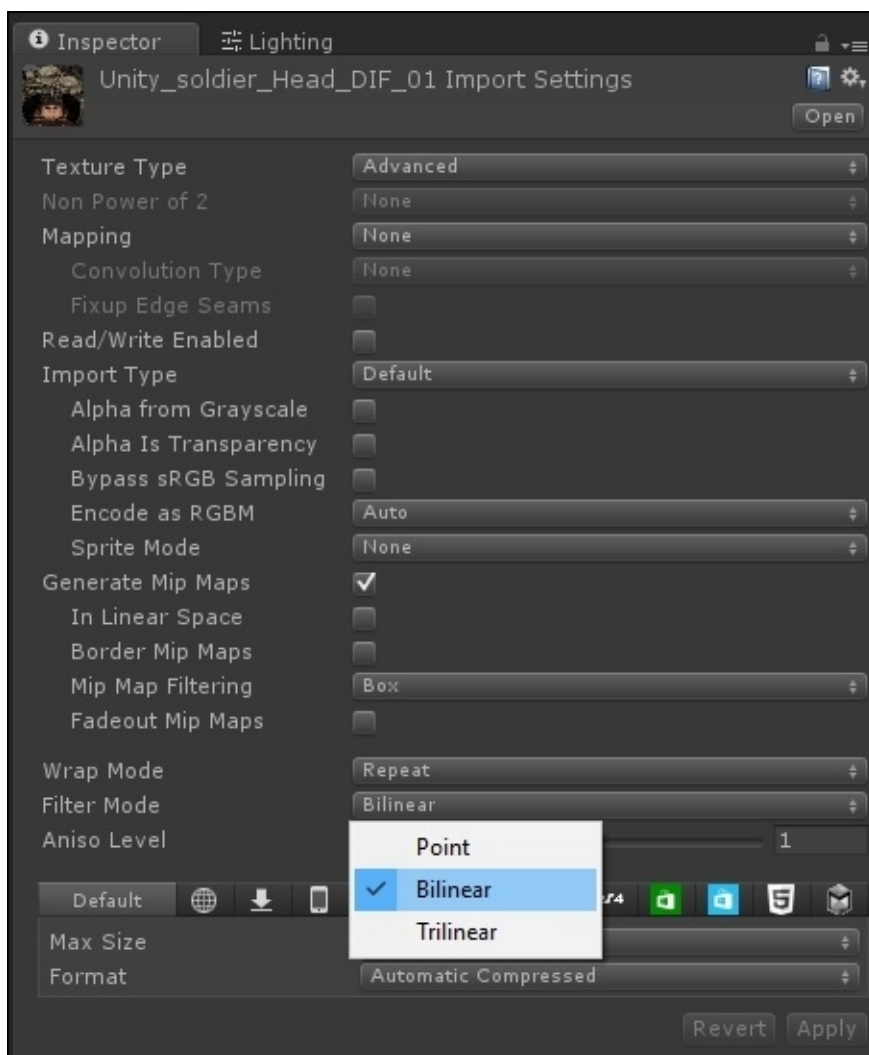 Inspector Lighting
Unity_soldier_Head_DIF_01 Import Settings
Open
Texture Type Advanced
Non Power of 2 None
Mapping None
Convolution Type None
Fixup Edge Seams
Read/Write Enabled
Import Type Default
Alpha from Grayscale
Alpha Is Transparency
Bypass sRGB Sampling
Encode as RGBM Auto
Sprite Mode None
Generate Mip Maps
In Linear Space
Border Mip Maps
Mip Map Filtering Box
Fadeout Mip Maps
Wrap Mode Repeat
Filter Mode Bilinear
Aniso Level 1
Point
Default Bilinear
Trilinear
Max Size
Format Automatic Compressed
Revert Apply